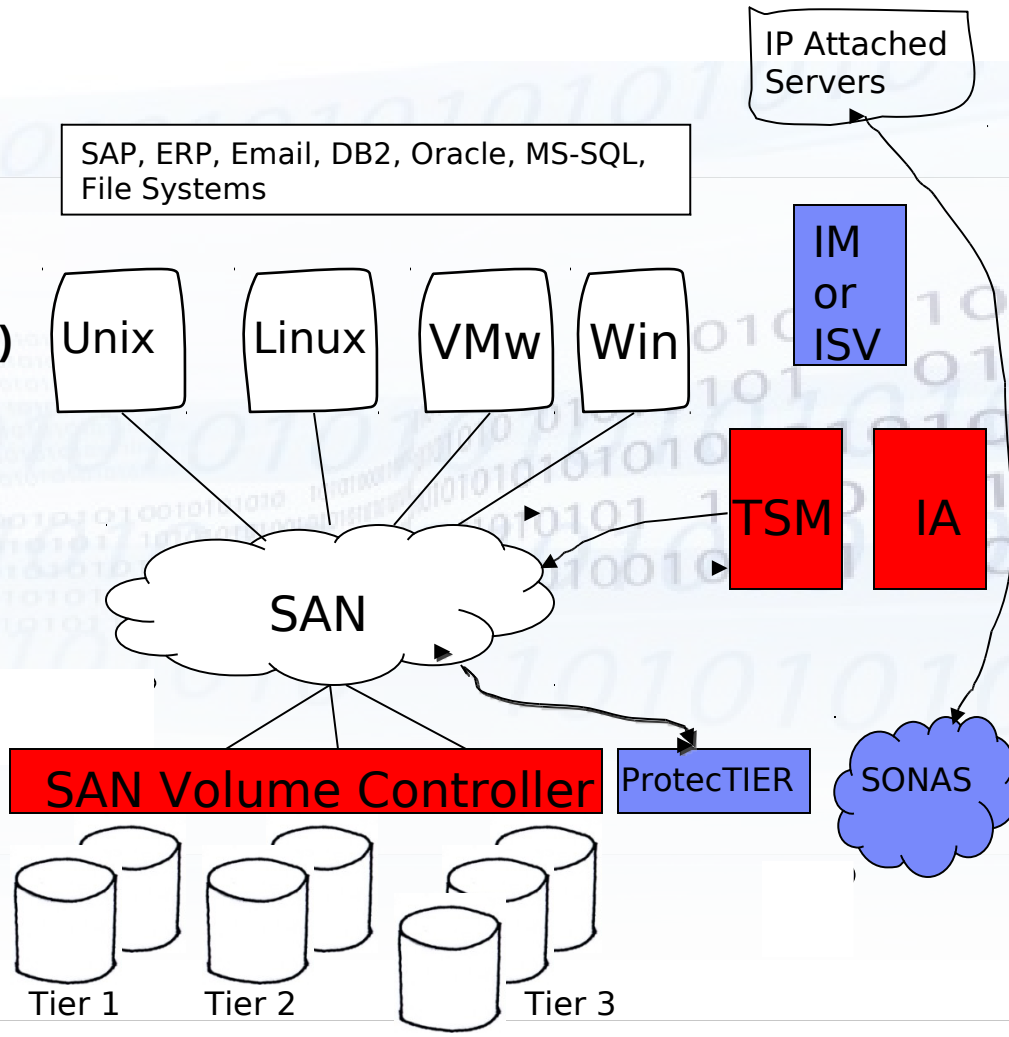 IP Attached
Servers
SAP, ERP, Email, DB2, Oracle, MS-SQL,
File Systems
IM
or
ISV
)
Unix
Linux
VMw
Win
TSM
IA
SAN
SAN Volume Controller
ProtecTIER
SONAS
Tier 1
Tier 2
Tier 3